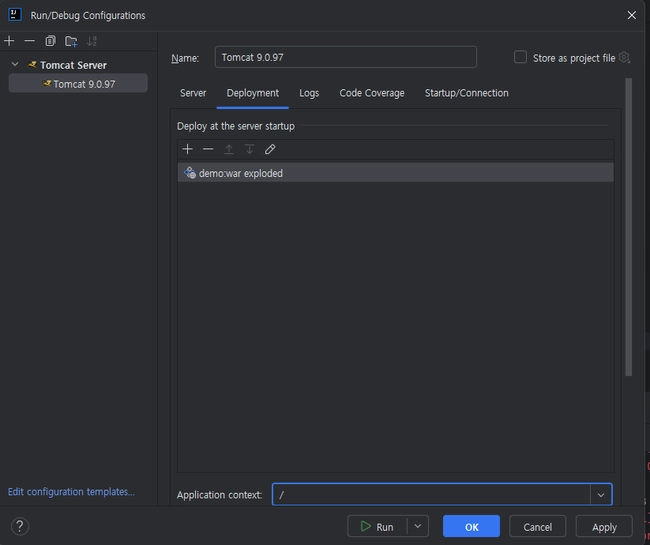 Run/Debug Configurations
Tomcat Server
Tomcat 9.0.97
Name: Tomcat 9.0.97 Store as project file
Server Deployment Logs Code Coverage Startup/Connection
Deploy at the server startup
demo:war exploded
Edit configuration templates...
Application context: /
? Run OK Cancel Apply